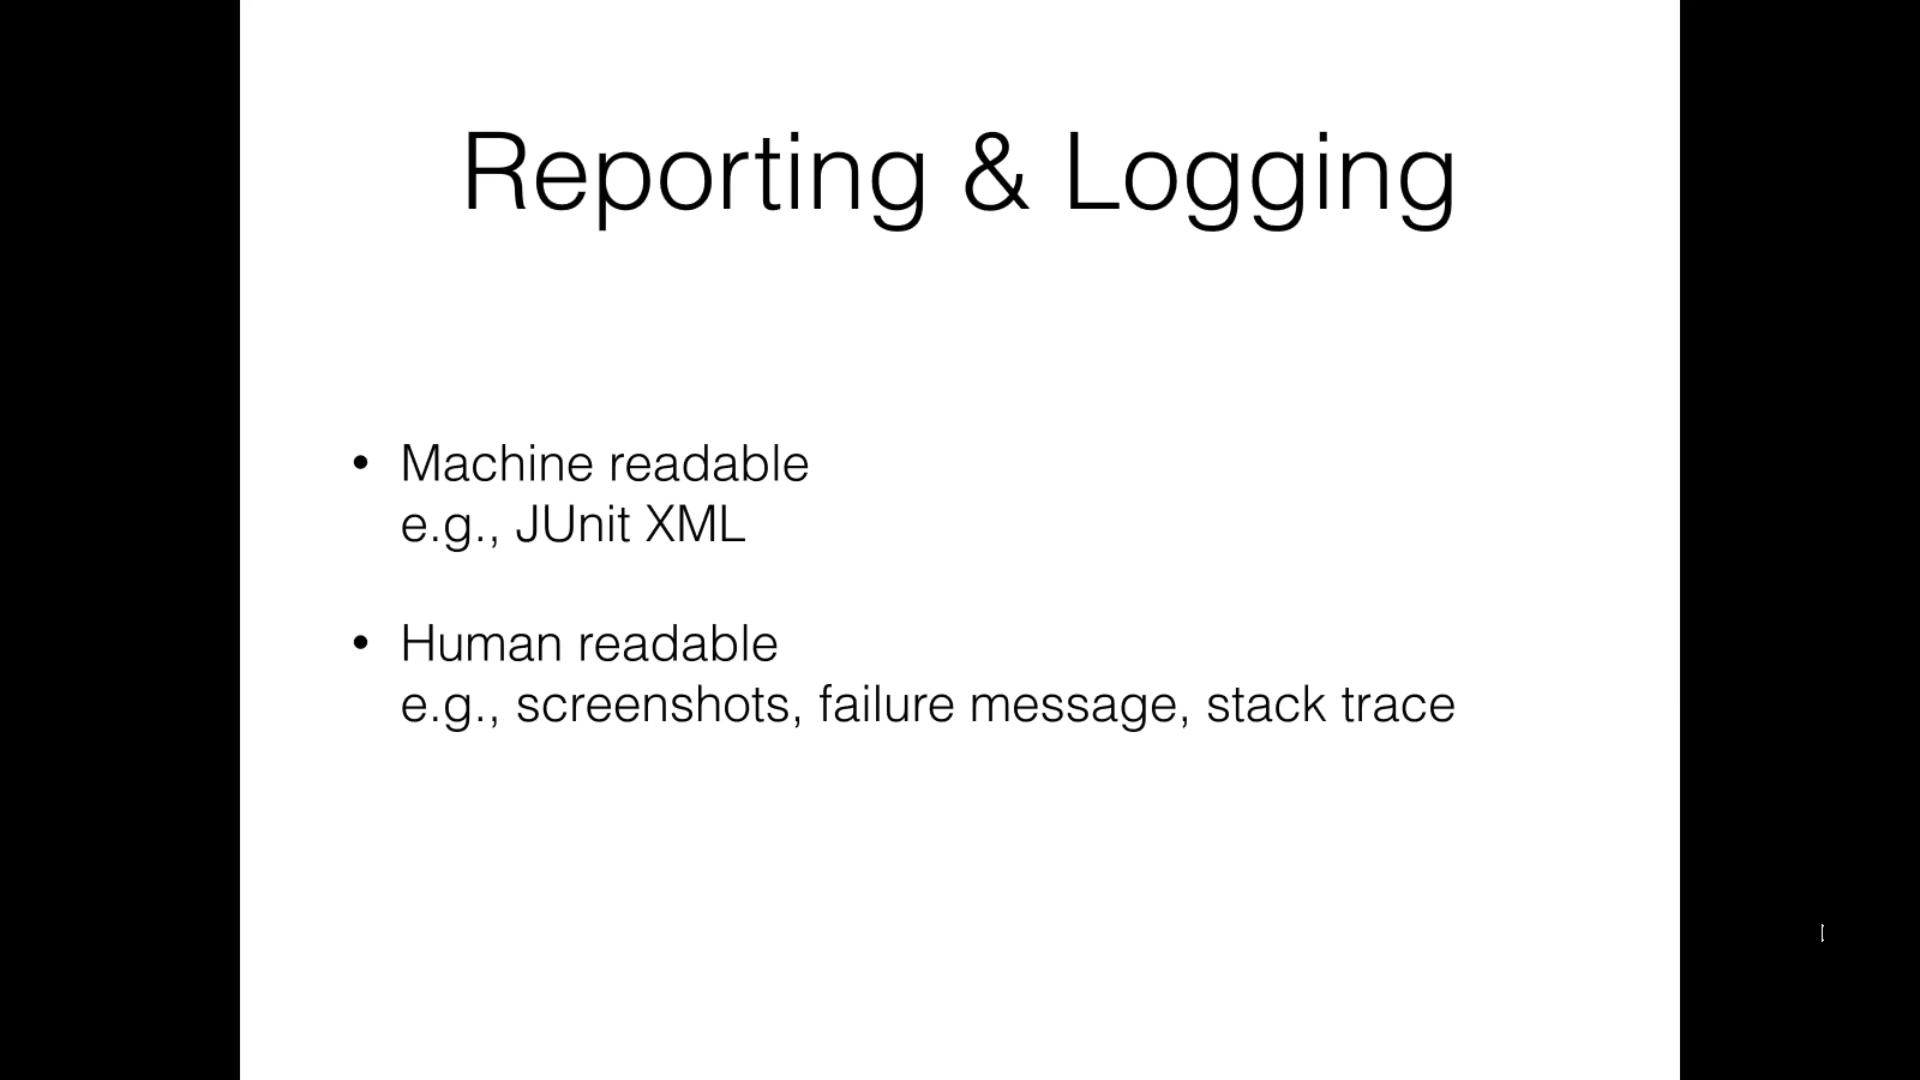 Reporting & Logging
• Machine readable
e.g., JUnit XML
• Human readable
e.g., screenshots, failure message, stack trace